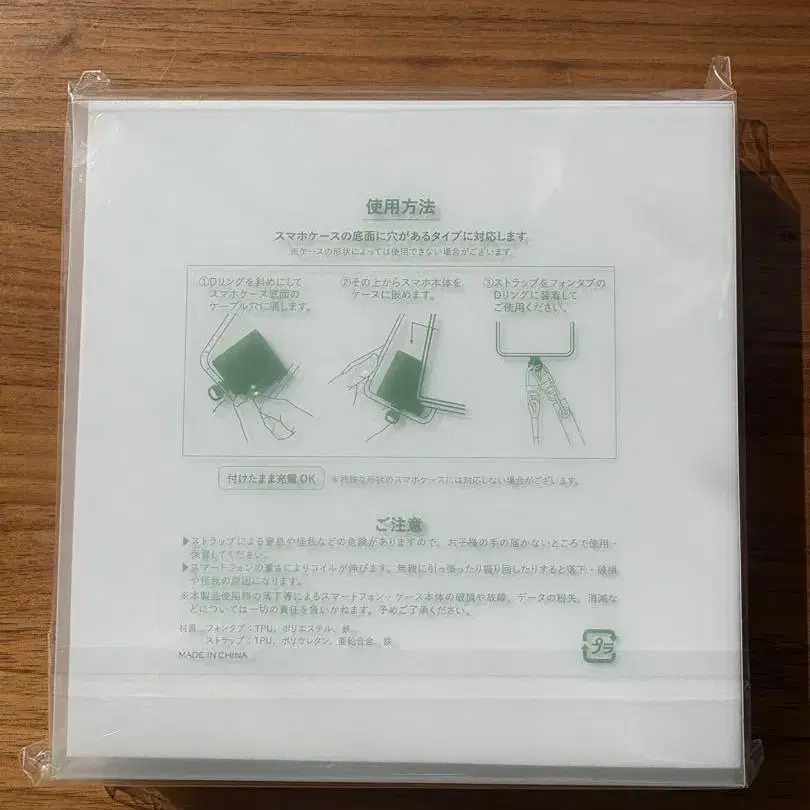 使用方法
スマホケースの底面に穴があるタイプに対応します
※ケースの形状によっては使用できない場合がございます
①Dリングを斜めにして
スマホケース底面の
ケーブル穴に通します。
②その上からスマホ本体を
ケースに嵌めます。
③ストラップをフォンタブの
Dリングに装着して
ご使用ください。
付けたまま充電OK
※特殊な形状のスマホケースには対応しない場合がございます。
ご注意
▶ストラップによる窒息や怪我などの危険がありますので、お子様の手の届かないところで使用・
保管してください。
▶スマートフォンの重さによりコイルが伸びます。無理に引っ張ったり振り回したりすると落下・破損
や怪我の原因になります。
※本製品使用時の落下等によるスマートフォン・ケース本体の破損や故障、データの紛失、消滅な
どについては一切の責任を負いかねます。予めご了承ください。
材質 フォンタブ：TPU、ポリエステル、鉄
ストラップ：TPU、ポリウレタン、亜鉛合金、鉄
MADE IN CHINA
プラ